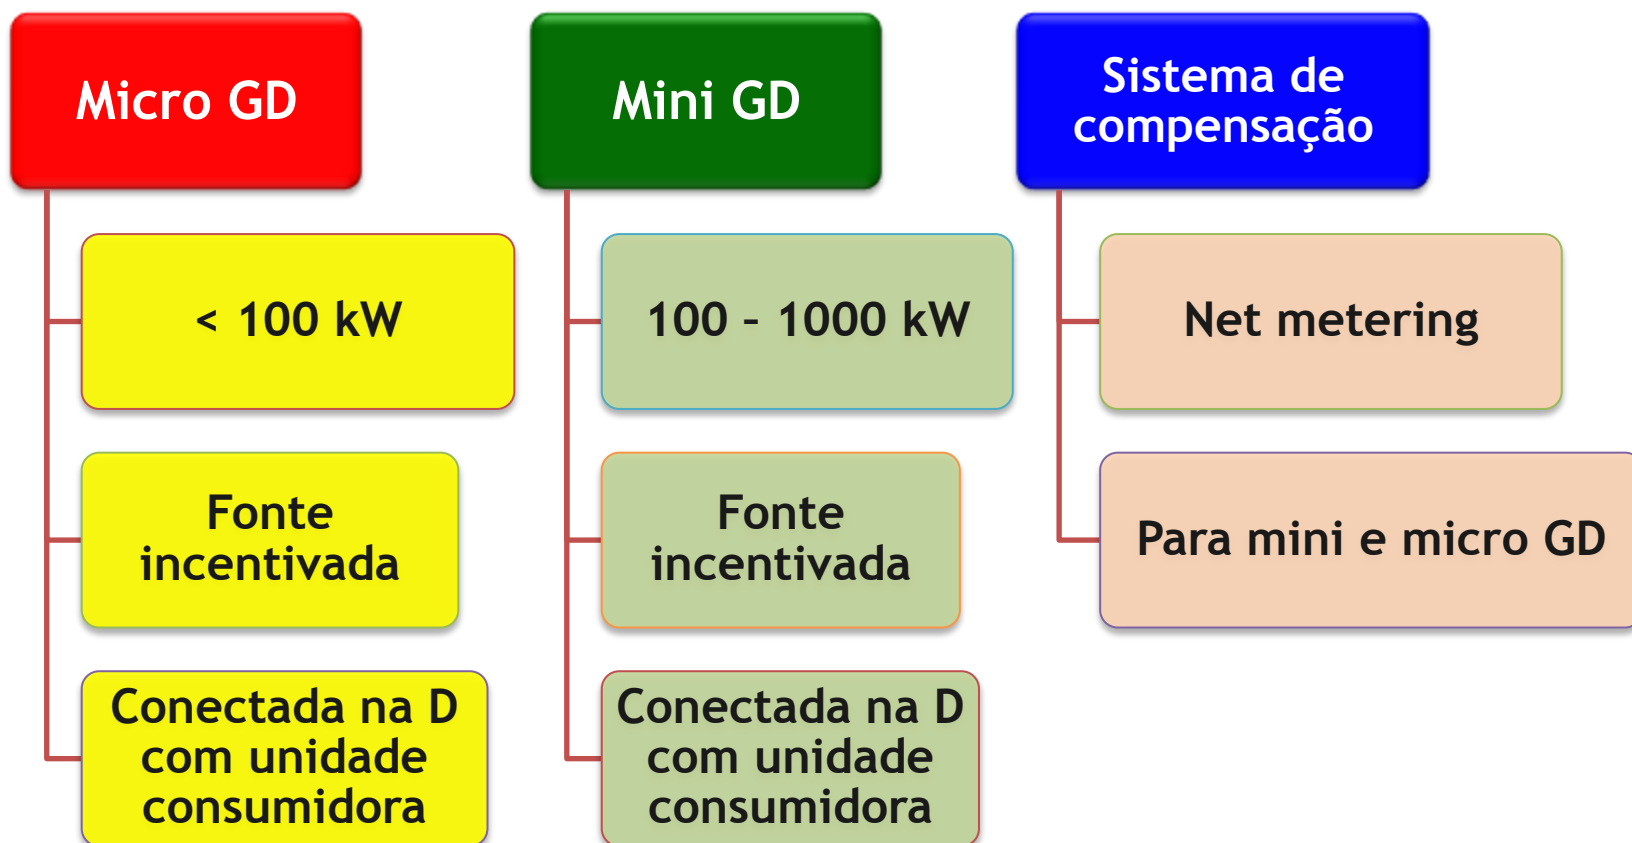 Micro GD
< 100 kW
Fonte
incentivada
Conectada na D
com unidade
consumidora
Mini GD
100 – 1000 kW
Fonte
incentivada
Conectada na D
com unidade
consumidora
Sistema de
compensação
Net metering
Para mini e micro GD